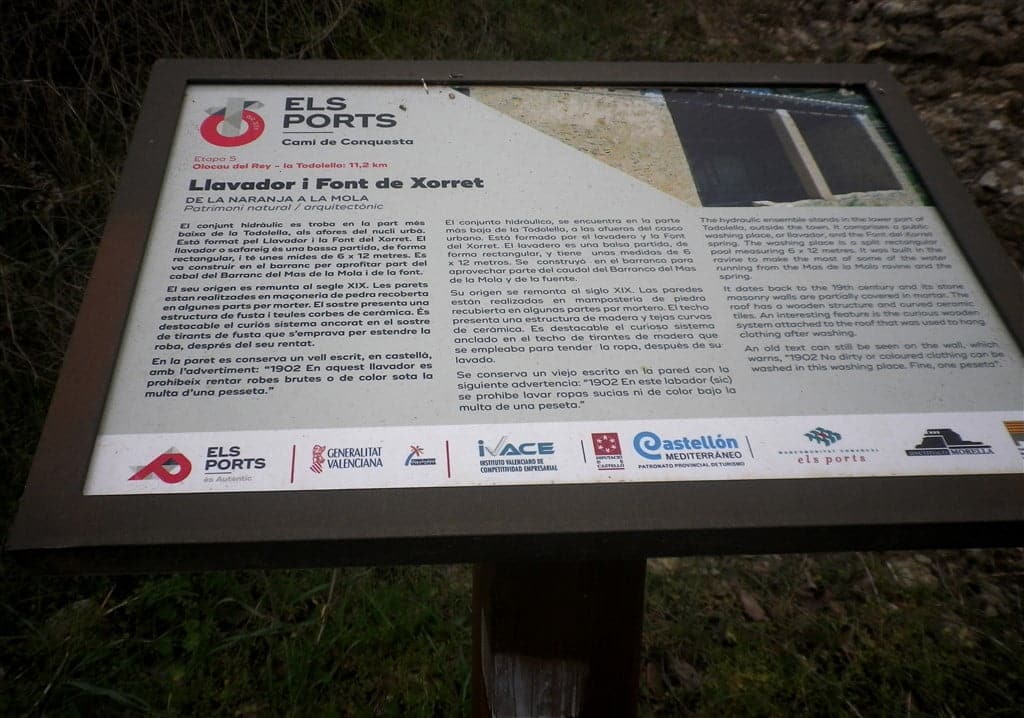 ELS
PORTS
Camí de Conquesta
Etapa 5
Olocau del Rey - la Todolella: 11,2 km
Llavador i Font de Xorret
DE LA NARANJA A LA MOLA
Patrimoni natural / arquitectònic
El conjunt hidràulic es troba en la part més
baixa de la Todolella, als afores del nucli urbà.
Està format pel Llavador i la Font del Xorret. El
llavador o safareig és una bassa partida, de forma
rectangular, i té unes mides de 6 x 12 metres. Es
va construir en el barranc per aprofitar part del
cabal del Barranc del Mas de la Mola i de la font.
El seu origen es remunta al segle XIX. Les parets
estan realitzades en maçoneria de pedra recoberta
en algunes parts per morter. El sostre presenta una
estructura de fusta i teules corbes de ceràmica. És
destacable el curiós sistema ancorat en el sostre
de tirants de fusta que s'emprava per estendre la
roba, després del seu rentat.
En la paret es conserva un vell escrit, en castellà,
amb l'advertiment: "1902 En aquest llavador es
prohibeix rentar robes brutes o de color sota la
multa d'una pesseta."
El conjunto hidráulico, se encuentra en la parte
más baja de la Todolella, a las afueras del casco
urbano. Está formado por el lavadero y la Font
del Xorret. El lavadero es una balsa partida, de
forma rectangular, y tiene unas medidas de 6
x 12 metros. Se construyó en el barranco para
aprovechar parte del caudal del Barranco del Mas
de la Mola y de la fuente.
Su origen se remonta al siglo XIX. Las paredes
están realizadas en mampostería de piedra
recubierta en algunas partes por mortero. El techo
presenta una estructura de madera y tejas curvas
de cerámica. Es destacable el curioso sistema
anclado en el techo de tirantes de madera que
se empleaba para tender la ropa, después de su
lavado.
Se conserva un viejo escrito en la pared con la
siguiente advertencia: "1902 En este labador (sic)
se prohibe lavar ropas sucias ni de color bajo la
multa de una peseta."
The hydraulic ensemble stands in the lower part of
Todolella, outside the town. It comprises a public
washing place, or llavador, and the Font del Xorret
spring. The washing place is a split rectangular
pool measuring 6 x 12 metres. It was built in the
ravine to make the most of some of the water
running from the Mas de la Mola ravine and the
spring.
It dates back to the 19th century and its stone
masonry walls are partially covered in mortar. The
roof has a wooden structure and curved ceramic
tiles. An interesting feature is the curious wooden
system attached to the roof that was used to hang
clothing after washing.
An old text can still be seen on the wall, which
warns, "1902 No dirty or coloured clothing can be
washed in this washing place. Fine, one peseta".
ELS
PORTS
és Autèntic
GENERALITAT
VALENCIANA
IVACE
INSTITUTO VALENCIANO DE
COMPETITIVIDAD EMPRESARIAL
DIPUTACIÓ
DE
CASTELLÓ
Castellón
MEDITERRÁNEO
PATRONATO PROVINCIAL DE TURISMO
MANCOMUNITAT COMARCAL
els ports
MORELLA